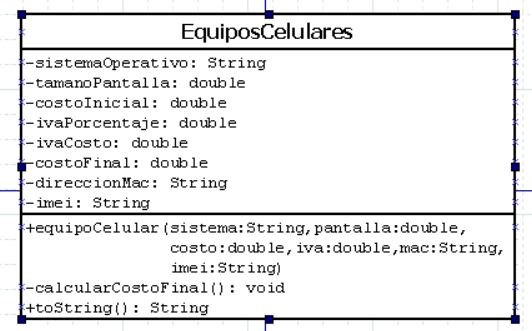 EquiposCelulares
-sistemaOperativo: String
-tamanoPantalla: double
-costoInicial: double
-ivaPorcentaje: double
-ivaCosto: double
-costoFinal: double
-direccionMac: String
-imei: String
+equipoCelular(sistema:String,pantalla:double,
costo:double,iva:double,mac:String,
imei:String)
-calcularCostoFinal(): void
+toString(): String